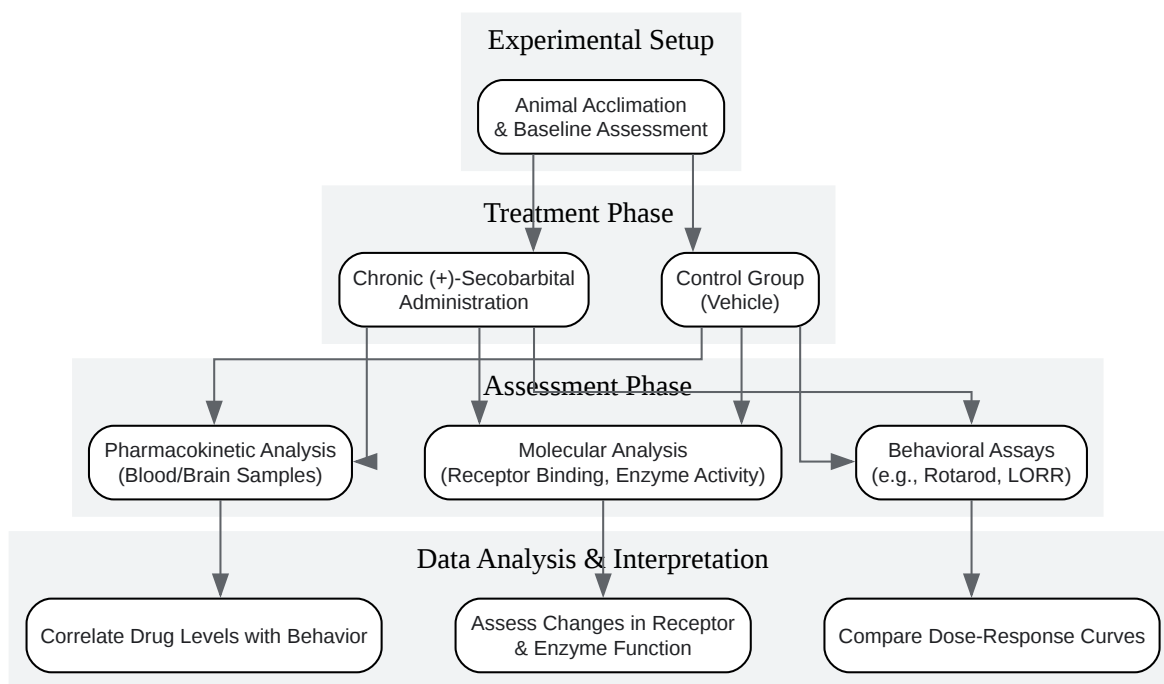 Experimental Setup
Animal Acclimation
& Baseline Assessment
Treatment Phase
Chronic (+)-Secobarbital
Administration
Control Group
(Vehicle)
Assessment Phase
Pharmacokinetic Analysis
(Blood/Brain Samples)
Molecular Analysis
(Receptor Binding, Enzyme Activity)
Behavioral Assays
(e.g., Rotarod, LORR)
Data Analysis & Interpretation
Correlate Drug Levels with Behavior
Assess Changes in Receptor
& Enzyme Function
Compare Dose-Response Curves